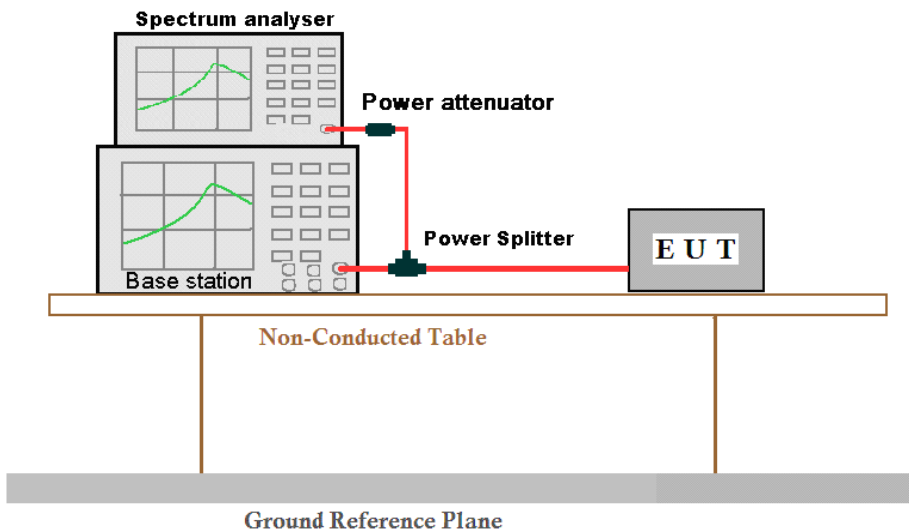 Spectrum analyser
Power attenuator
Power Splitter
E U T
Base station
Non-Conducted Table
Ground Reference Plane